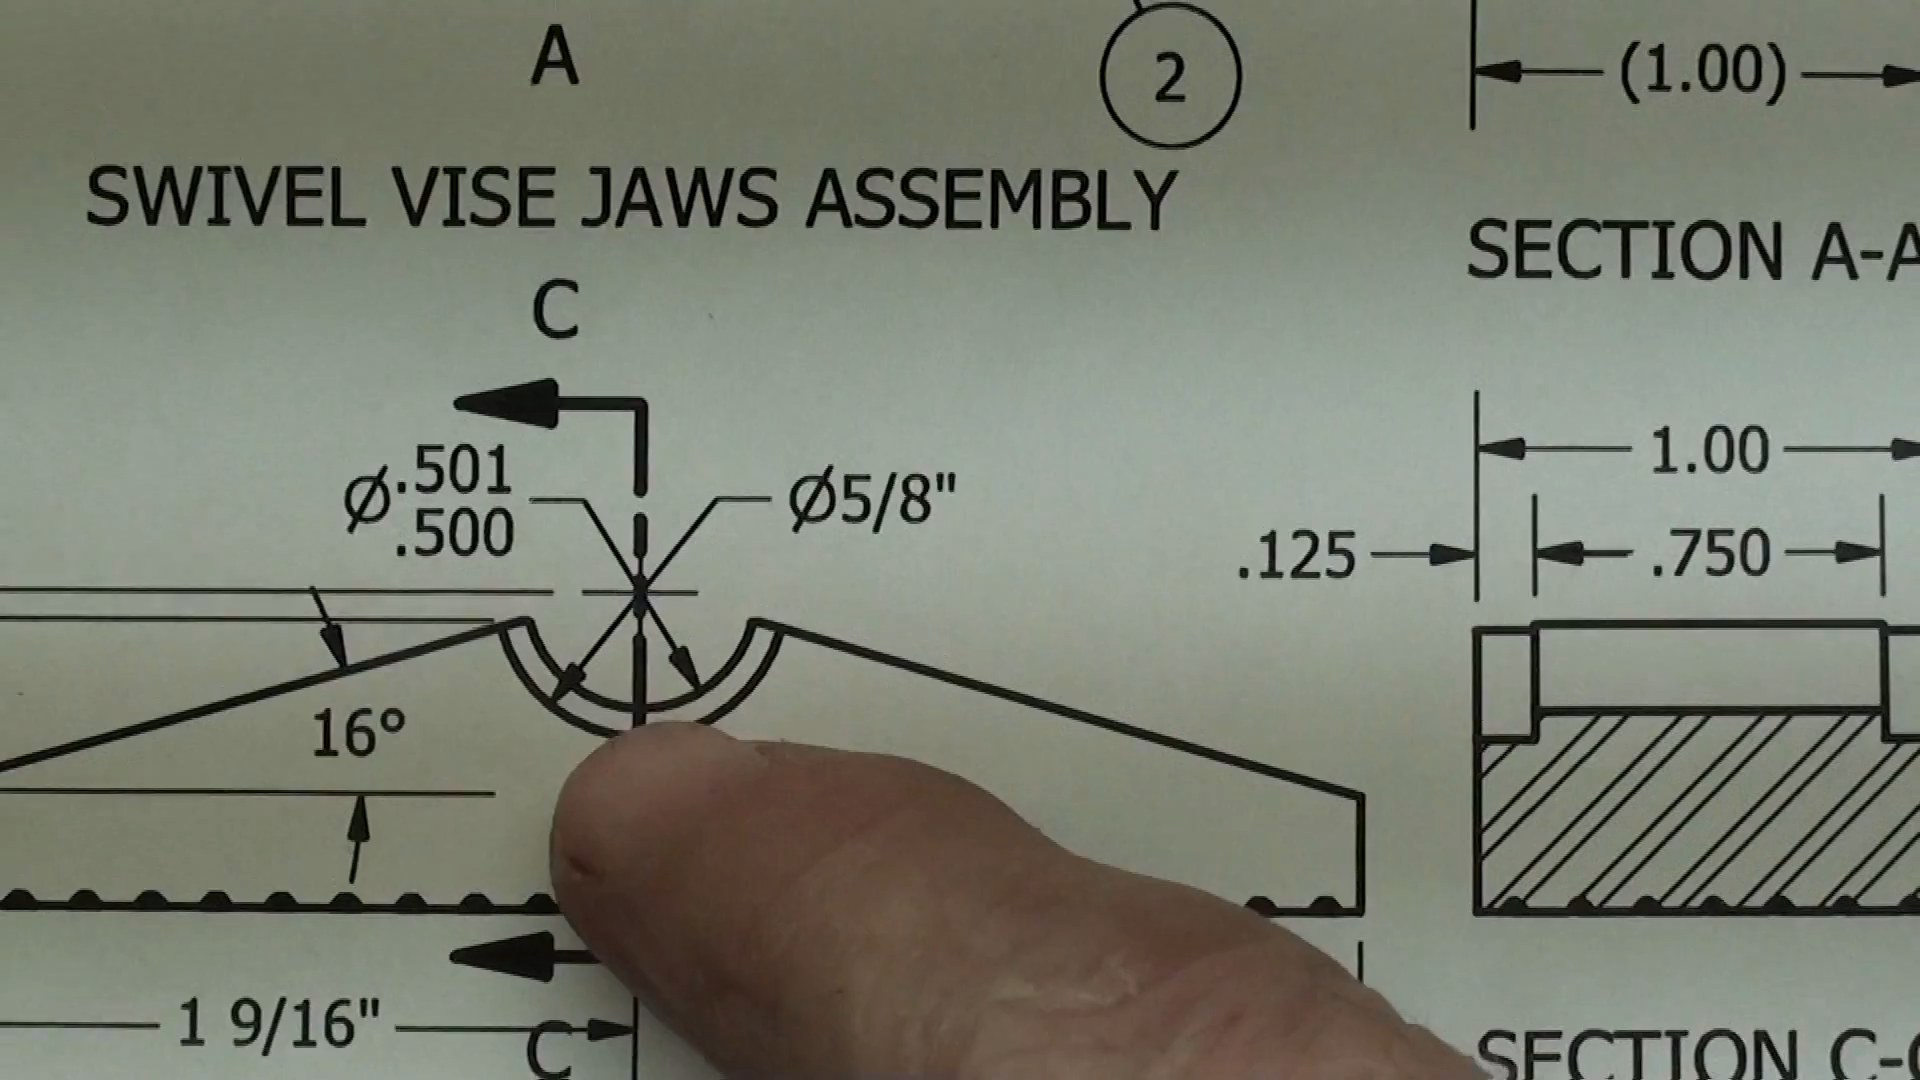 A
2
(1.00)
SWIVEL VISE JAWS ASSEMBLY
SECTION A-A
C
1.00
Ø.501
.500
Ø5/8"
.125
.750
16°
1 9/16"
C
SECTION C-C